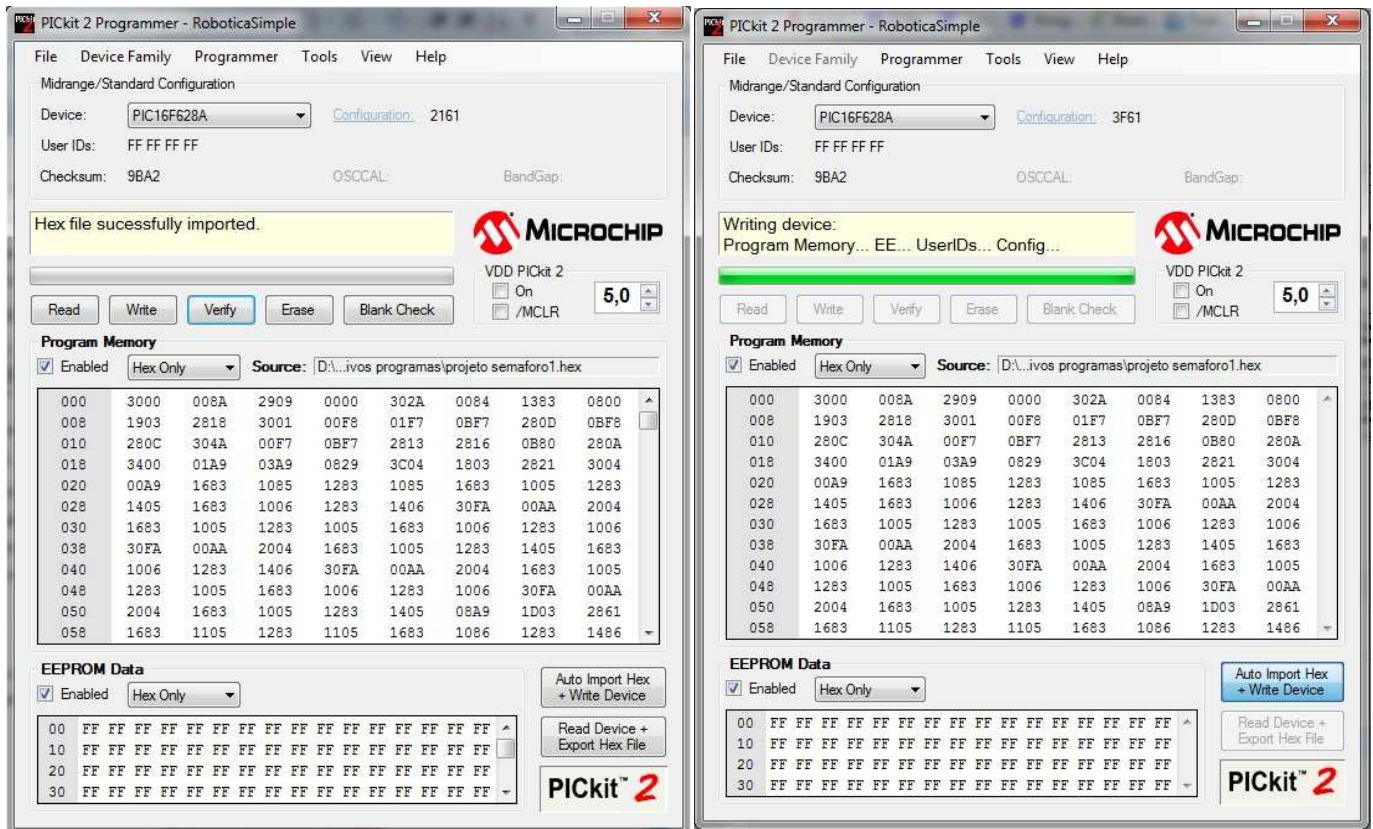 PICkit 2 Programmer - RoboticaSimple
File Device Family Programmer Tools View Help
Midrange/Standard Configuration
Device: PIC16F628A Configuration: 2161
User IDs: FF FF FF FF
Checksum: 9BA2 OSCCAL: BandGap:
Hex file sucessfully imported.
MICROCHIP
VDD PICkit 2
On
/MCLR
5,0
Read Write Verify Erase Blank Check
Program Memory
Enabled Hex Only Source: D:\...ivos programas\projeto semaforo1.hex
000 3000 008A 2909 0000 302A 0084 1383 0800
008 1903 2818 3001 00F8 01F7 0BF7 280D 0BF8
010 280C 304A 00F7 0BF7 2813 2816 0B80 280A
018 3400 01A9 03A9 0829 3C04 1803 2821 3004
020 00A9 1683 1085 1283 1085 1683 1005 1283
028 1405 1683 1006 1283 1406 30FA 00AA 2004
030 1683 1005 1283 1005 1683 1006 1283 1006
038 30FA 00AA 2004 1683 1005 1283 1405 1683
040 1006 1283 1406 30FA 00AA 2004 1683 1005
048 1283 1005 1683 1006 1283 1006 30FA 00AA
050 2004 1683 1005 1283 1405 08A9 1D03 2861
058 1683 1105 1283 1105 1683 1086 1283 1486
EEPROM Data
Enabled Hex Only
Auto Import Hex
+ Write Device
Read Device +
Export Hex File
00 FF FF FF FF FF FF FF FF FF FF FF FF FF FF FF FF
10 FF FF FF FF FF FF FF FF FF FF FF FF FF FF FF FF
20 FF FF FF FF FF FF FF FF FF FF FF FF FF FF FF FF
30 FF FF FF FF FF FF FF FF FF FF FF FF FF FF FF FF
PICkit™ 2
PICkit 2 Programmer - RoboticaSimple
File Device Family Programmer Tools View Help
Midrange/Standard Configuration
Device: PIC16F628A Configuration: 3F61
User IDs: FF FF FF FF
Checksum: 9BA2 OSCCAL: BandGap:
Writing device:
Program Memory... EE... UserIDs... Config...
MICROCHIP
VDD PICkit 2
On
/MCLR
5,0
Read Write Verify Erase Blank Check
Program Memory
Enabled Hex Only Source: D:\...ivos programas\projeto semaforo1.hex
000 3000 008A 2909 0000 302A 0084 1383 0800
008 1903 2818 3001 00F8 01F7 0BF7 280D 0BF8
010 280C 304A 00F7 0BF7 2813 2816 0B80 280A
018 3400 01A9 03A9 0829 3C04 1803 2821 3004
020 00A9 1683 1085 1283 1085 1683 1005 1283
028 1405 1683 1006 1283 1406 30FA 00AA 2004
030 1683 1005 1283 1005 1683 1006 1283 1006
038 30FA 00AA 2004 1683 1005 1283 1405 1683
040 1006 1283 1406 30FA 00AA 2004 1683 1005
048 1283 1005 1683 1006 1283 1006 30FA 00AA
050 2004 1683 1005 1283 1405 08A9 1D03 2861
058 1683 1105 1283 1105 1683 1086 1283 1486
EEPROM Data
Enabled Hex Only
Auto Import Hex
+ Write Device
Read Device +
Export Hex File
00 FF FF FF FF FF FF FF FF FF FF FF FF FF FF FF FF
10 FF FF FF FF FF FF FF FF FF FF FF FF FF FF FF FF
20 FF FF FF FF FF FF FF FF FF FF FF FF FF FF FF FF
30 FF FF FF FF FF FF FF FF FF FF FF FF FF FF FF FF
PICkit™ 2